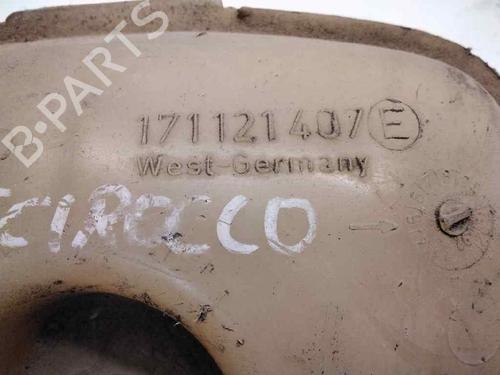 B-PARTS
171121407 E
West-Germany
CIROCCO